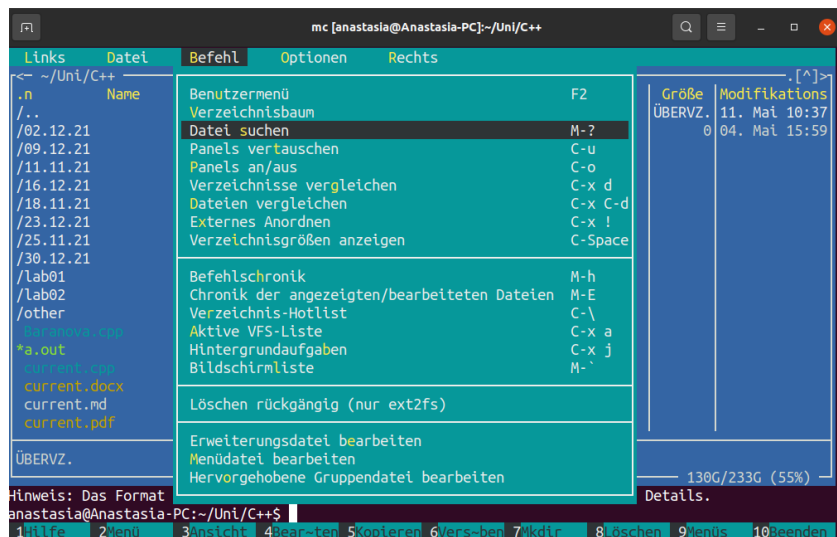 mc [anastasia@Anastasia-PC]:~/Uni/C++
Links Datei Befehl Optionen Rechts
<— ~/Uni/C++ .[^]>
.n Name Benutzermenü F2 Größe Modifikations
/.. Verzeichnisbaum ÜBERVZ. 11. Mai 10:37
/02.12.21 Datei suchen M-? 0 04. Mai 15:59
/09.12.21 Panels vertauschen C-u
/11.11.21 Panels an/aus C-o
/16.12.21 Verzeichnisse vergleichen C-x d
/18.11.21 Dateien vergleichen C-x C-d
/23.12.21 Externes Anordnen C-x !
/25.11.21 Verzeichnisgrößen anzeigen C-Space
/30.12.21
/lab01 Befehlschronik M-h
/lab02 Chronik der angezeigten/bearbeiteten Dateien M-E
/other Verzeichnis-Hotlist C-\
Baranova.cpp Aktive VFS-Liste C-x a
*a.out Hintergrundaufgaben C-x j
current.cpp Bildschirmliste M-`
current.docx
current.md Löschen rückgängig (nur ext2fs)
current.pdf
Erweiterungsdatei bearbeiten
ÜBERVZ. Menüdatei bearbeiten
Hervorgehobene Gruppendatei bearbeiten 130G/233G (55%)
Hinweis: Das Format Details.
anastasia@Anastasia-PC:~/Uni/C++$
1Hilfe 2Menü 3Ansicht 4Bear~ten 5Kopieren 6Vers~ben 7Mkdir 8Löschen 9Menüs 10Beenden